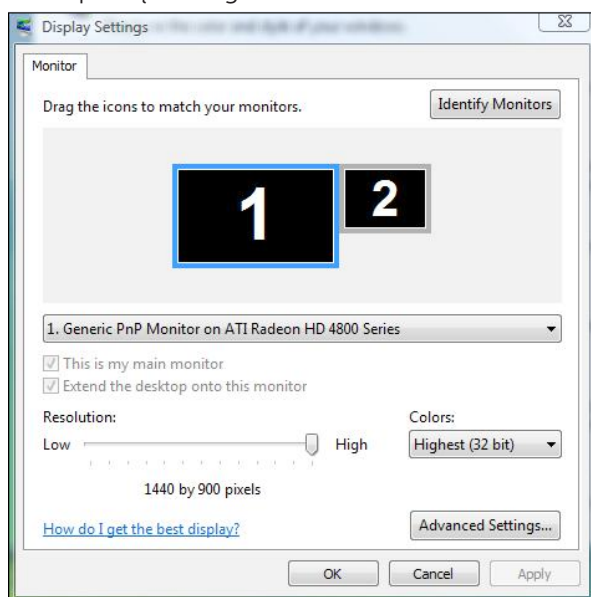 Display Settings
Monitor
Drag the icons to match your monitors.
Identify Monitors
1
2
1. Generic PnP Monitor on ATI Radeon HD 4800 Series
This is my main monitor
Extend the desktop onto this monitor
Resolution:
Colors:
Low
High
Highest (32 bit)
1440 by 900 pixels
How do I get the best display?
Advanced Settings...
OK
Cancel
Apply